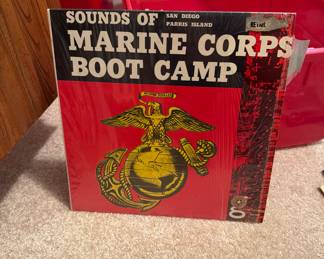 SOUNDS OF
SAN DIEGO
PARRIS ISLAND
MARINE CORPS
BOOT CAMP